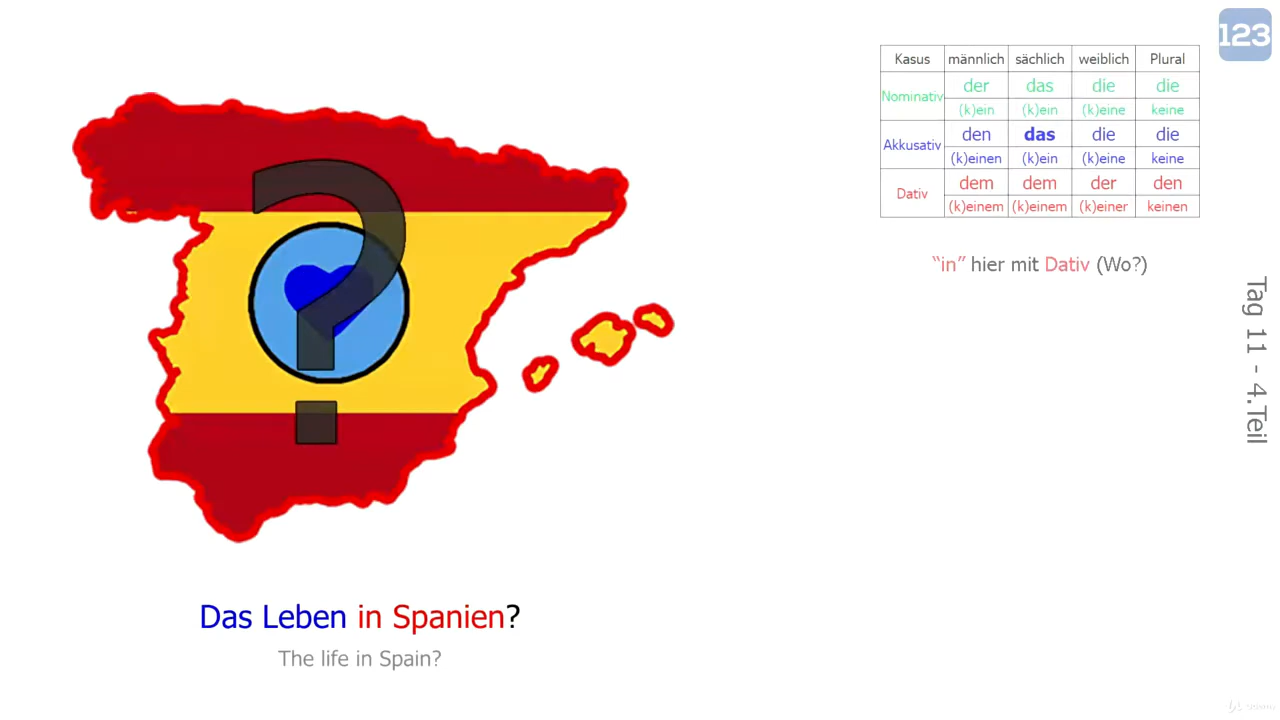 123
Kasus männlich sächlich weiblich Plural
Nominativ
der das die die
(k)ein (k)ein (k)eine keine
Akkusativ
den das die die
(k)einen (k)ein (k)eine keine
Dativ
dem dem der den
(k)einem (k)einem (k)einer keinen
“in” hier mit Dativ (Wo?)
Tag 11 - 4.Teil
?
Das Leben in Spanien?
The life in Spain?